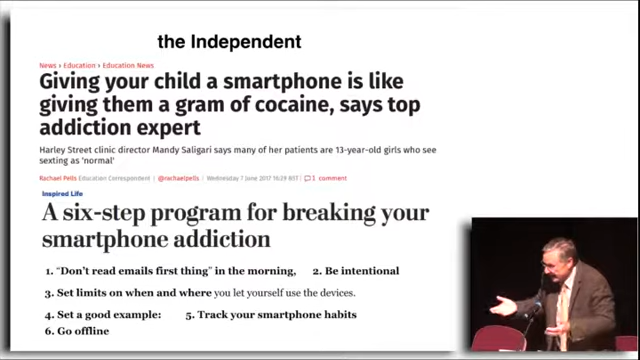 the Independent
News › Education › Education News
Giving your child a smartphone is like
giving them a gram of cocaine, says top
addiction expert
Harley Street clinic director Mandy Saligari says many of her patients are 13-year-old girls who see
sexting as 'normal'
Rachael Pells Education Correspondent | @rachaelpells | Wednesday 7 June 2017 16:29 BST | 1 comment
Inspired Life
A six-step program for breaking your
smartphone addiction
1. “Don’t read emails first thing” in the morning, 2. Be intentional
3. Set limits on when and where you let yourself use the devices.
4. Set a good example: 5. Track your smartphone habits
6. Go offline